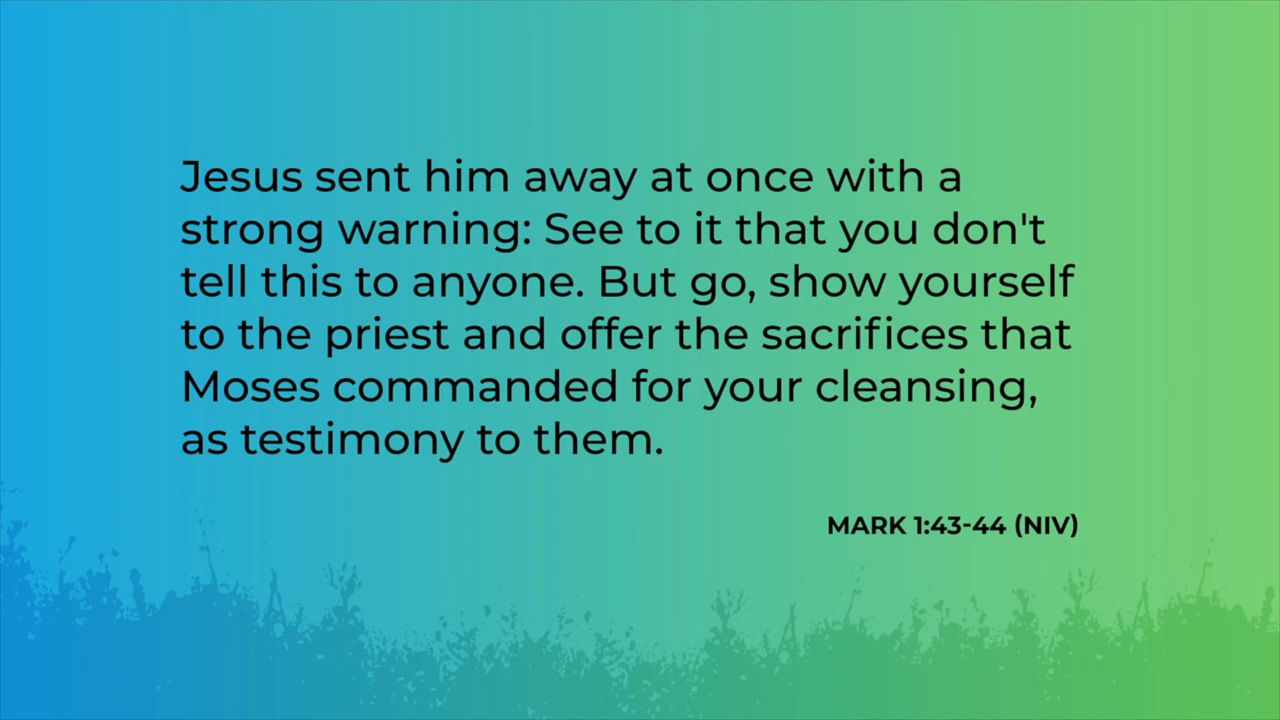 Jesus sent him away at once with a
strong warning: See to it that you don't
tell this to anyone. But go, show yourself
to the priest and offer the sacrifices that
Moses commanded for your cleansing,
as testimony to them.
MARK 1:43-44 (NIV)